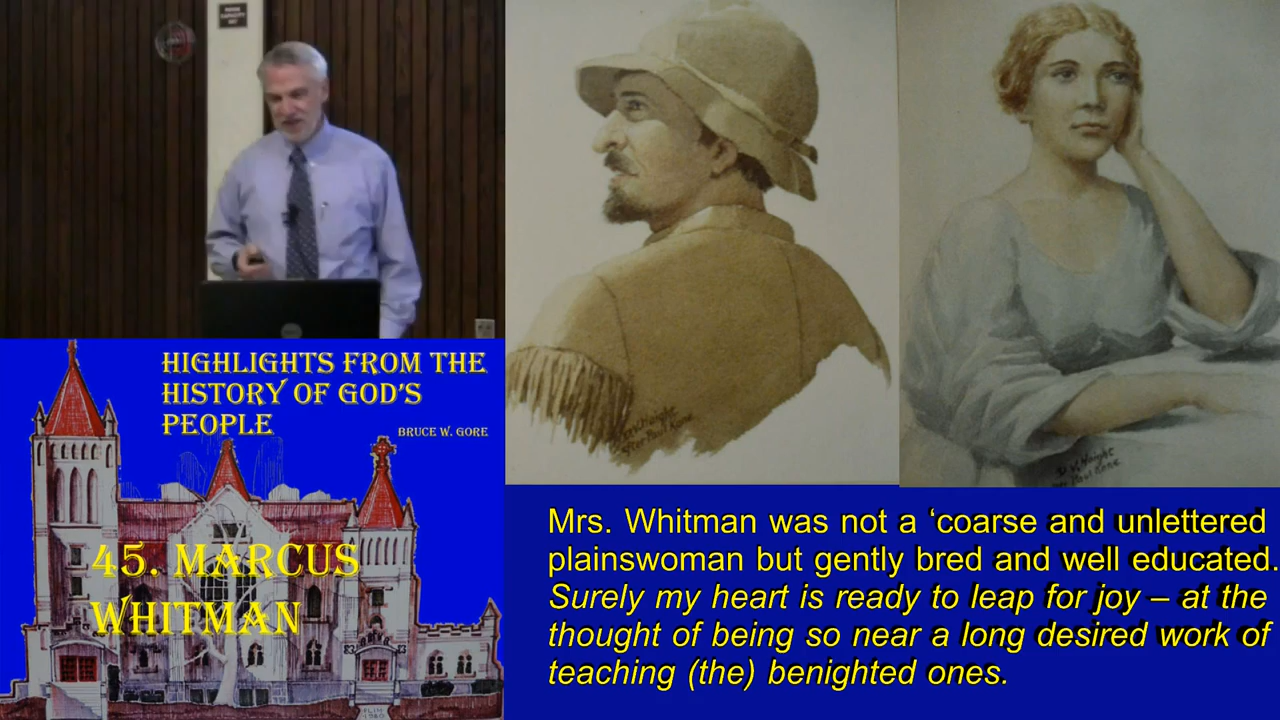 HIGHLIGHTS FROM THE
HISTORY OF GOD'S
PEOPLE
BRUCE W. GORE
45. MARCUS
WHITMAN
Mrs. Whitman was not a ‘coarse and unlettered
plainswoman but gently bred and well educated.
Surely my heart is ready to leap for joy – at the
thought of being so near a long desired work of
teaching (the) benighted ones.